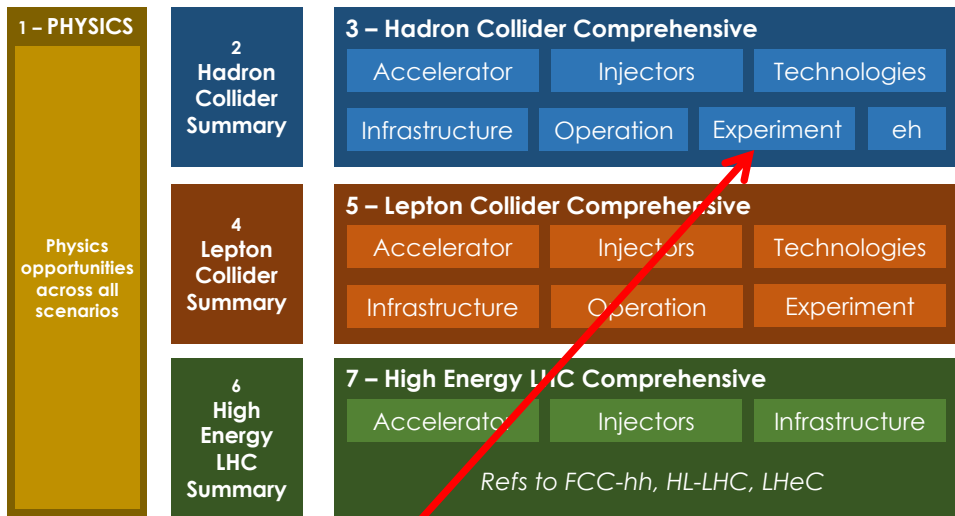 1 – PHYSICS
Physics
opportunities
across all
scenarios
2
Hadron
Collider
Summary
3 – Hadron Collider Comprehensive
Accelerator
Injectors
Technologies
Infrastructure
Operation
Experiment
eh
4
Lepton
Collider
Summary
5 – Lepton Collider Comprehensive
Accelerator
Injectors
Technologies
Infrastructure
Operation
Experiment
6
High
Energy
LHC
Summary
7 – High Energy LHC Comprehensive
Accelerator
Injectors
Infrastructure
Refs to FCC-hh, HL-LHC, LHeC